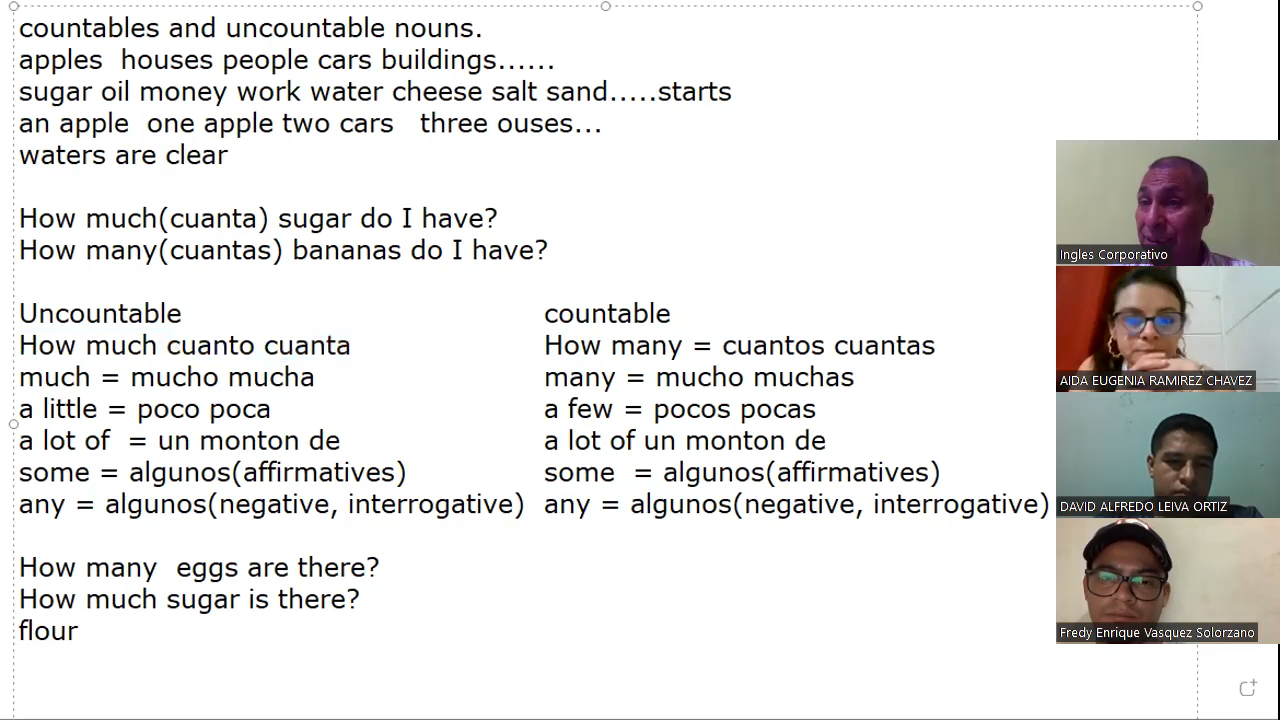 countables and uncountable nouns.
apples  houses people cars buildings......
sugar oil money work water cheese salt sand.....starts
an apple  one apple two cars   three ouses...
waters are clear
How much(cuanta) sugar do I have?
How many(cuantas) bananas do I have?
Uncountable
How much cuanto cuanta
much = mucho mucha
a little = poco poca
a lot of  = un monton de
some = algunos(affirmatives)
any = algunos(negative, interrogative)
countable
How many = cuantos cuantas
many = mucho muchas
a few = pocos pocas
a lot of un monton de
some  = algunos(affirmatives)
any = algunos(negative, interrogative)
How many  eggs are there?
How much sugar is there?
flour
Ingles Corporativo
AIDA EUGENIA RAMIREZ CHAVEZ
DAVID ALFREDO LEIVA ORTIZ
Fredy Enrique Vasquez Solorzano